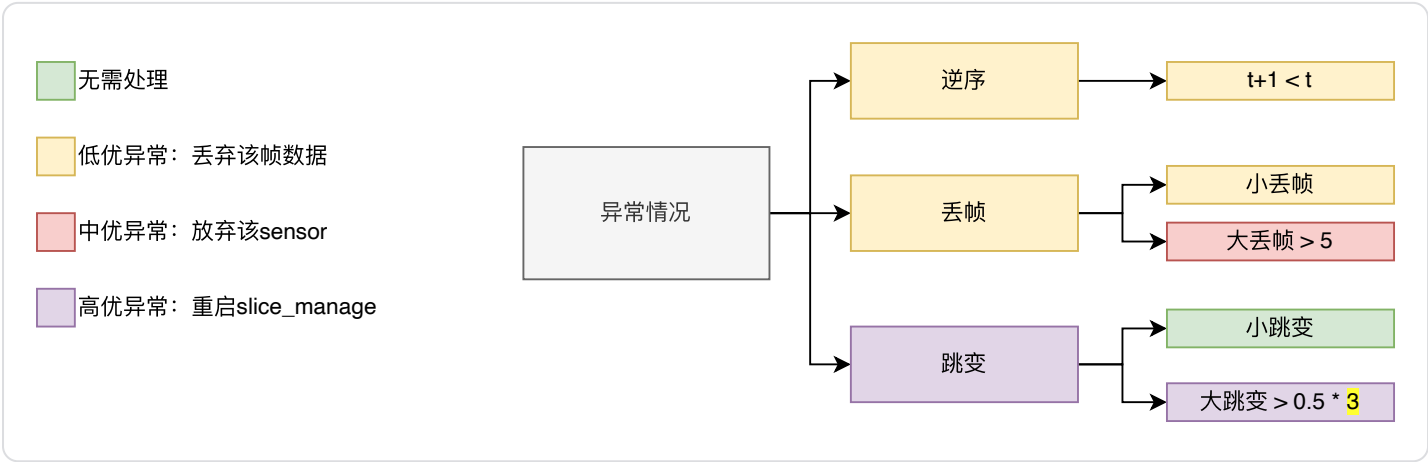 无需处理
低优异常：丢弃该帧数据
中优异常：放弃该sensor
高优异常：重启slice_manage
异常情况
逆序
t+1 < t
丢帧
小丢帧
大丢帧 > 5
跳变
小跳变
大跳变 > 0.5 * 3